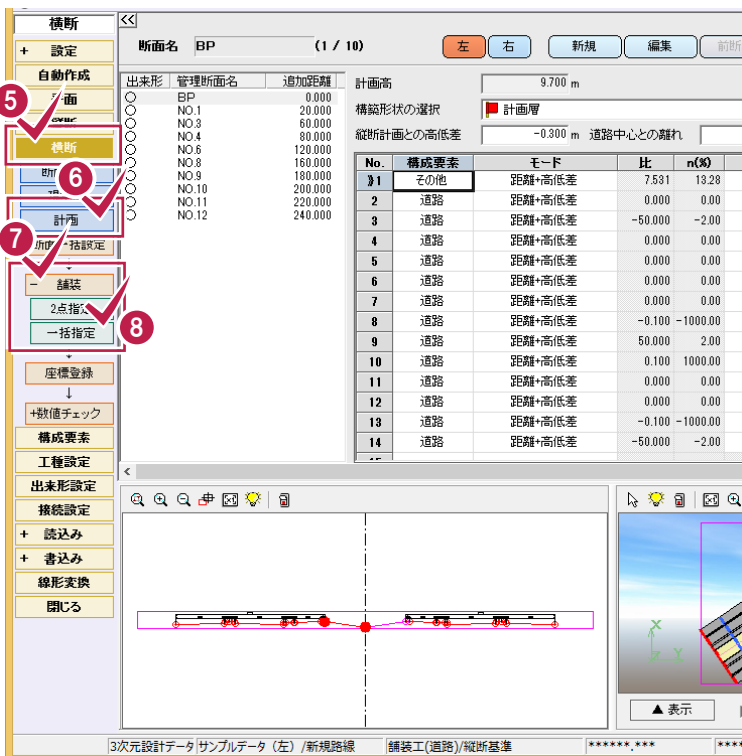 横断
<<
+ 設定
自動作成
縦断
横断
計画
断面一括設定
↓
− 舗装
2点指定
一括指定
↓
座標登録
↓
+数値チェック
構成要素
工種設定
出来形設定
接続設定
+ 読込み
+ 書込み
線形変換
閉じる
5
6
7
8
断面名 BP (1 / 10) 左 右 新規 編集
出来形 管理断面名 追加距離
○ BP 0.000
○ NO.1 20.000
○ NO.3 60.000
○ NO.4 80.000
○ NO.6 120.000
○ NO.8 160.000
○ NO.9 180.000
○ NO.10 200.000
○ NO.11 220.000
○ NO.12 240.000
計画高 9.700 m
構築形状の選択 計画層
縦断計画との高低差 -0.300 m 道路中心との離れ
No. 構成要素 モード 比 n(%)
1 その他 距離+高低差 7.531 13.28
2 道路 距離+高低差 0.000 0.00
3 道路 距離+高低差 -50.000 -2.00
4 道路 距離+高低差 0.000 0.00
5 道路 距離+高低差 0.000 0.00
6 道路 距離+高低差 0.000 0.00
7 道路 距離+高低差 0.000 0.00
8 道路 距離+高低差 -0.100 -1000.00
9 道路 距離+高低差 50.000 2.00
10 道路 距離+高低差 0.100 1000.00
11 道路 距離+高低差 0.000 0.00
12 道路 距離+高低差 0.000 0.00
13 道路 距離+高低差 -0.100 -1000.00
14 道路 距離+高低差 -50.000 -2.00
<
X
Z Y
▲ 表示
3次元設計データ サンプルデータ（左）/新規路線 舗装工(道路)/縦断基準 ******.*** ****